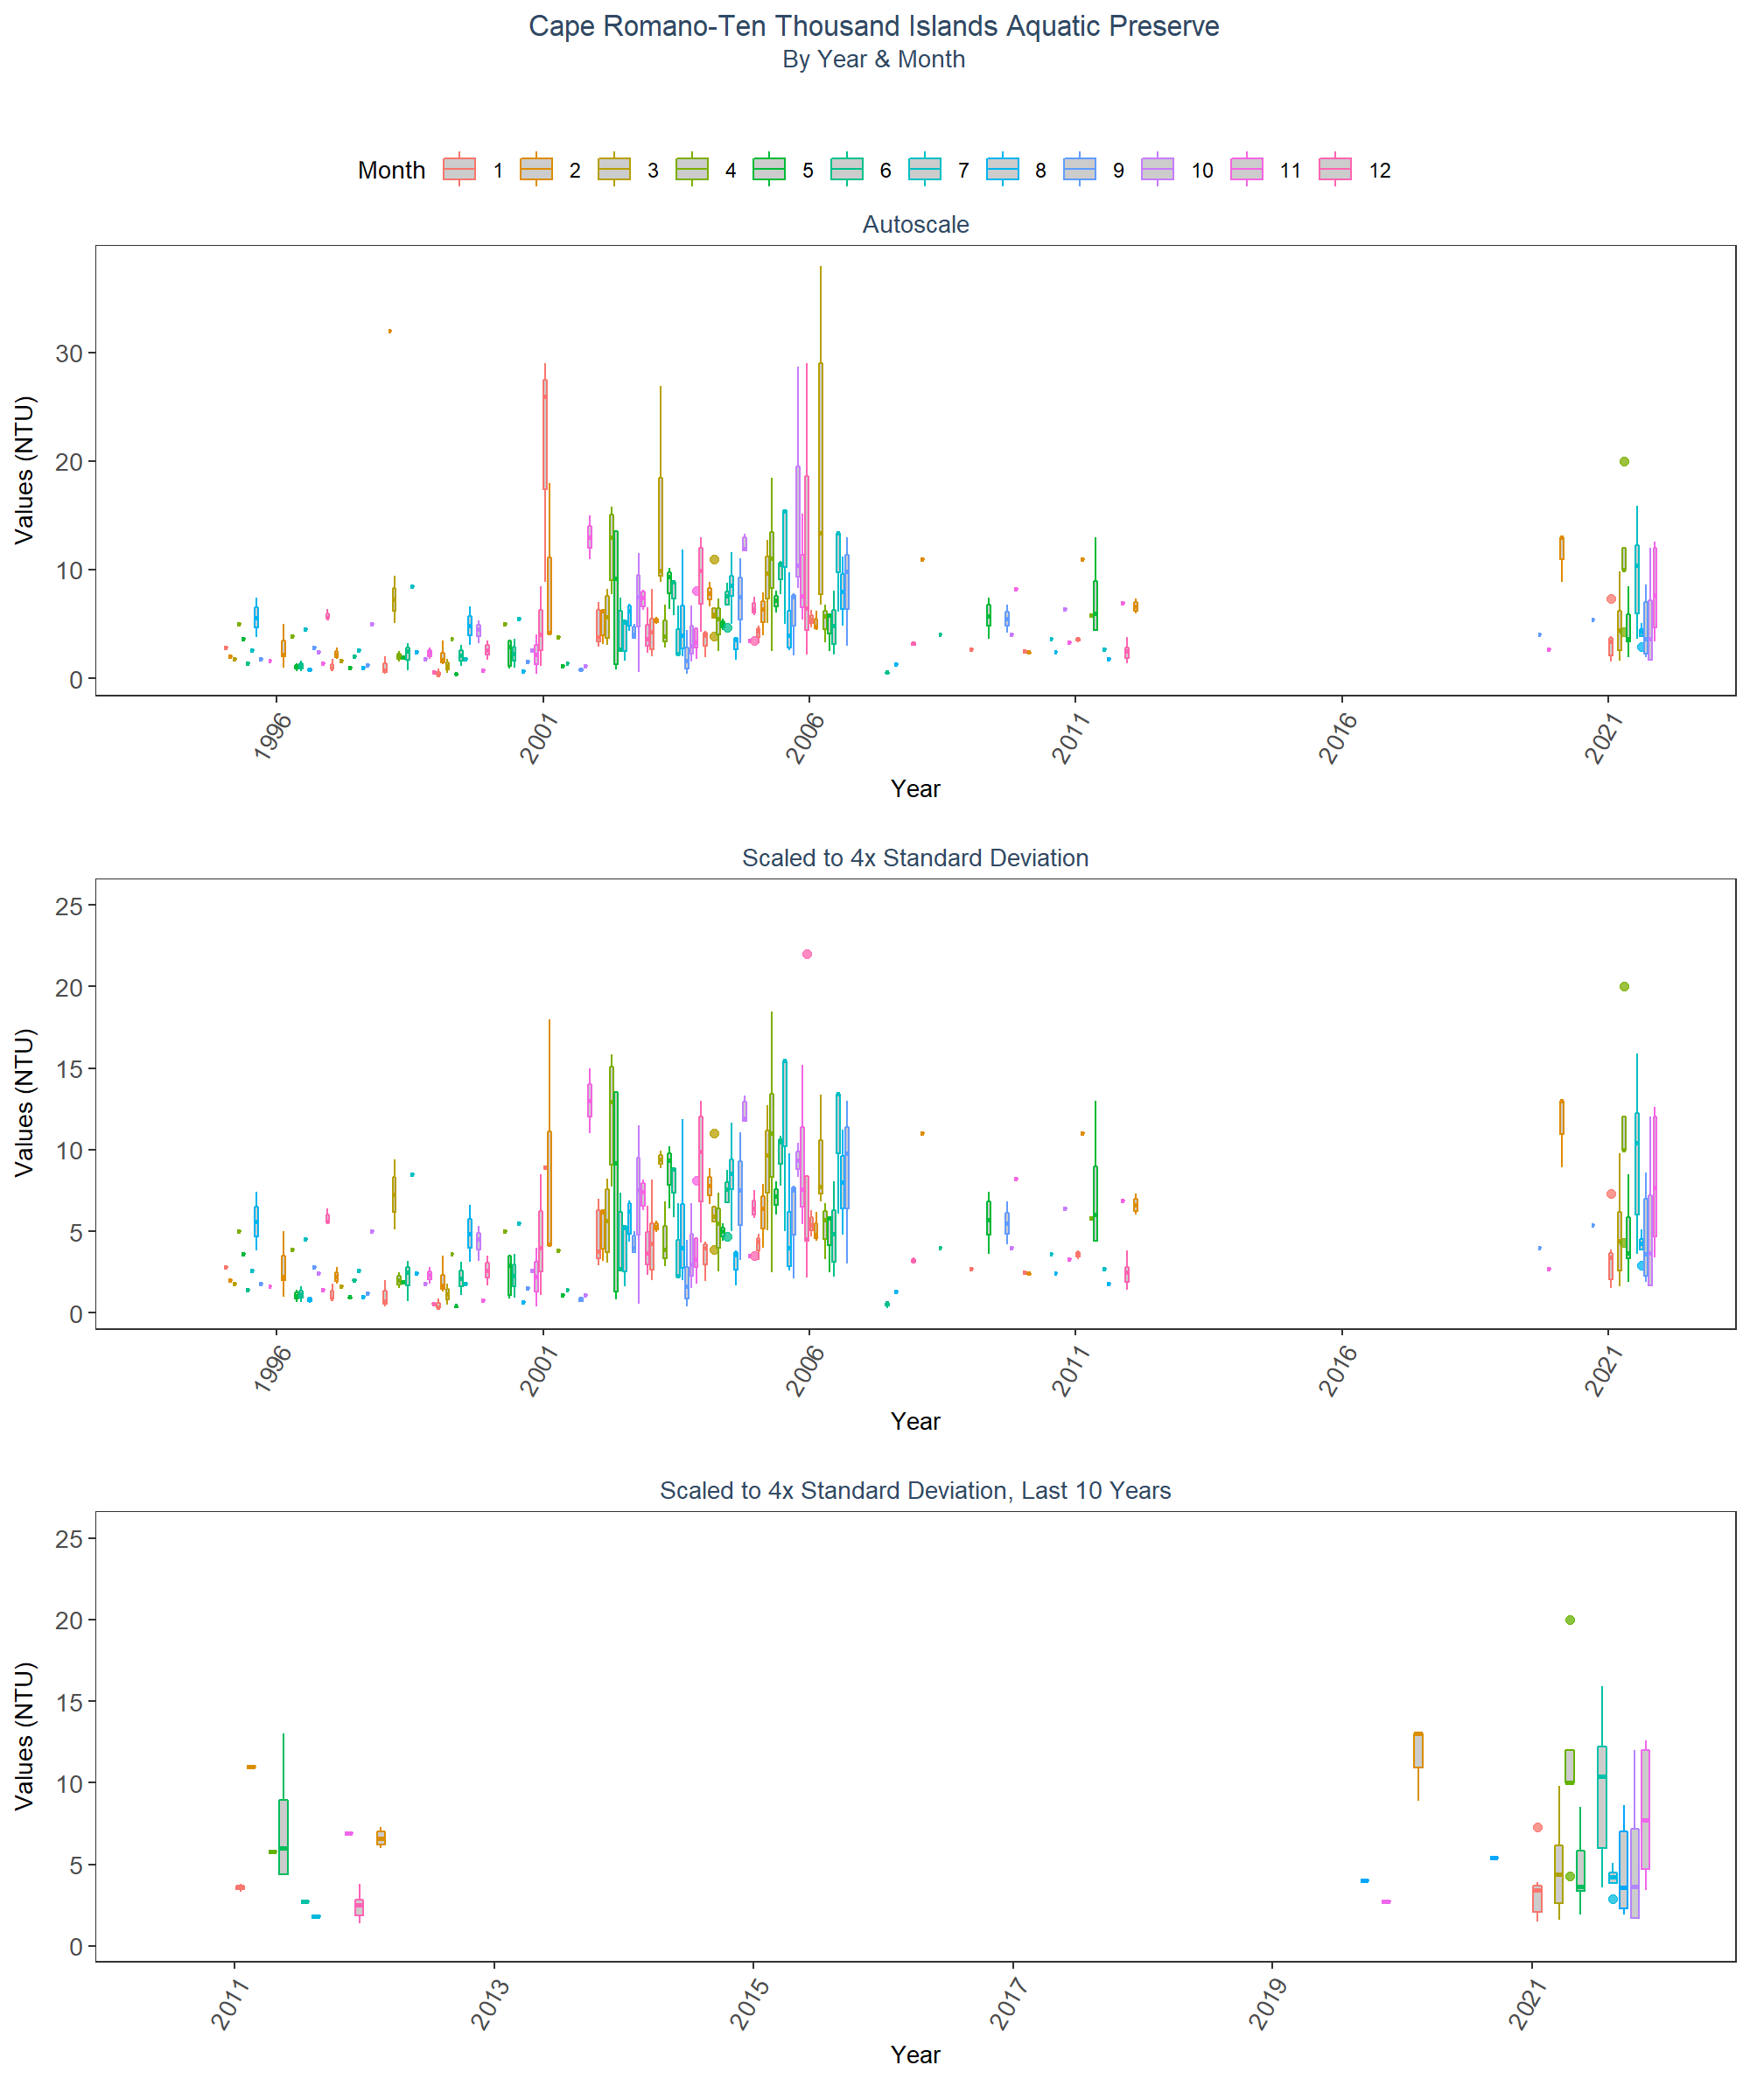 Cape Romano-Ten Thousand Islands Aquatic Preserve
By Year & Month
Month 1 2 3 4 5 6 7 8 9 10 11 12
Autoscale
Values (NTU)
30
20
10
0
1996 2001 2006 2011 2016 2021
Year
Scaled to 4x Standard Deviation
Values (NTU)
25
20
15
10
5
0
1996 2001 2006 2011 2016 2021
Year
Scaled to 4x Standard Deviation, Last 10 Years
Values (NTU)
25
20
15
10
5
0
2011 2013 2015 2017 2019 2021
Year